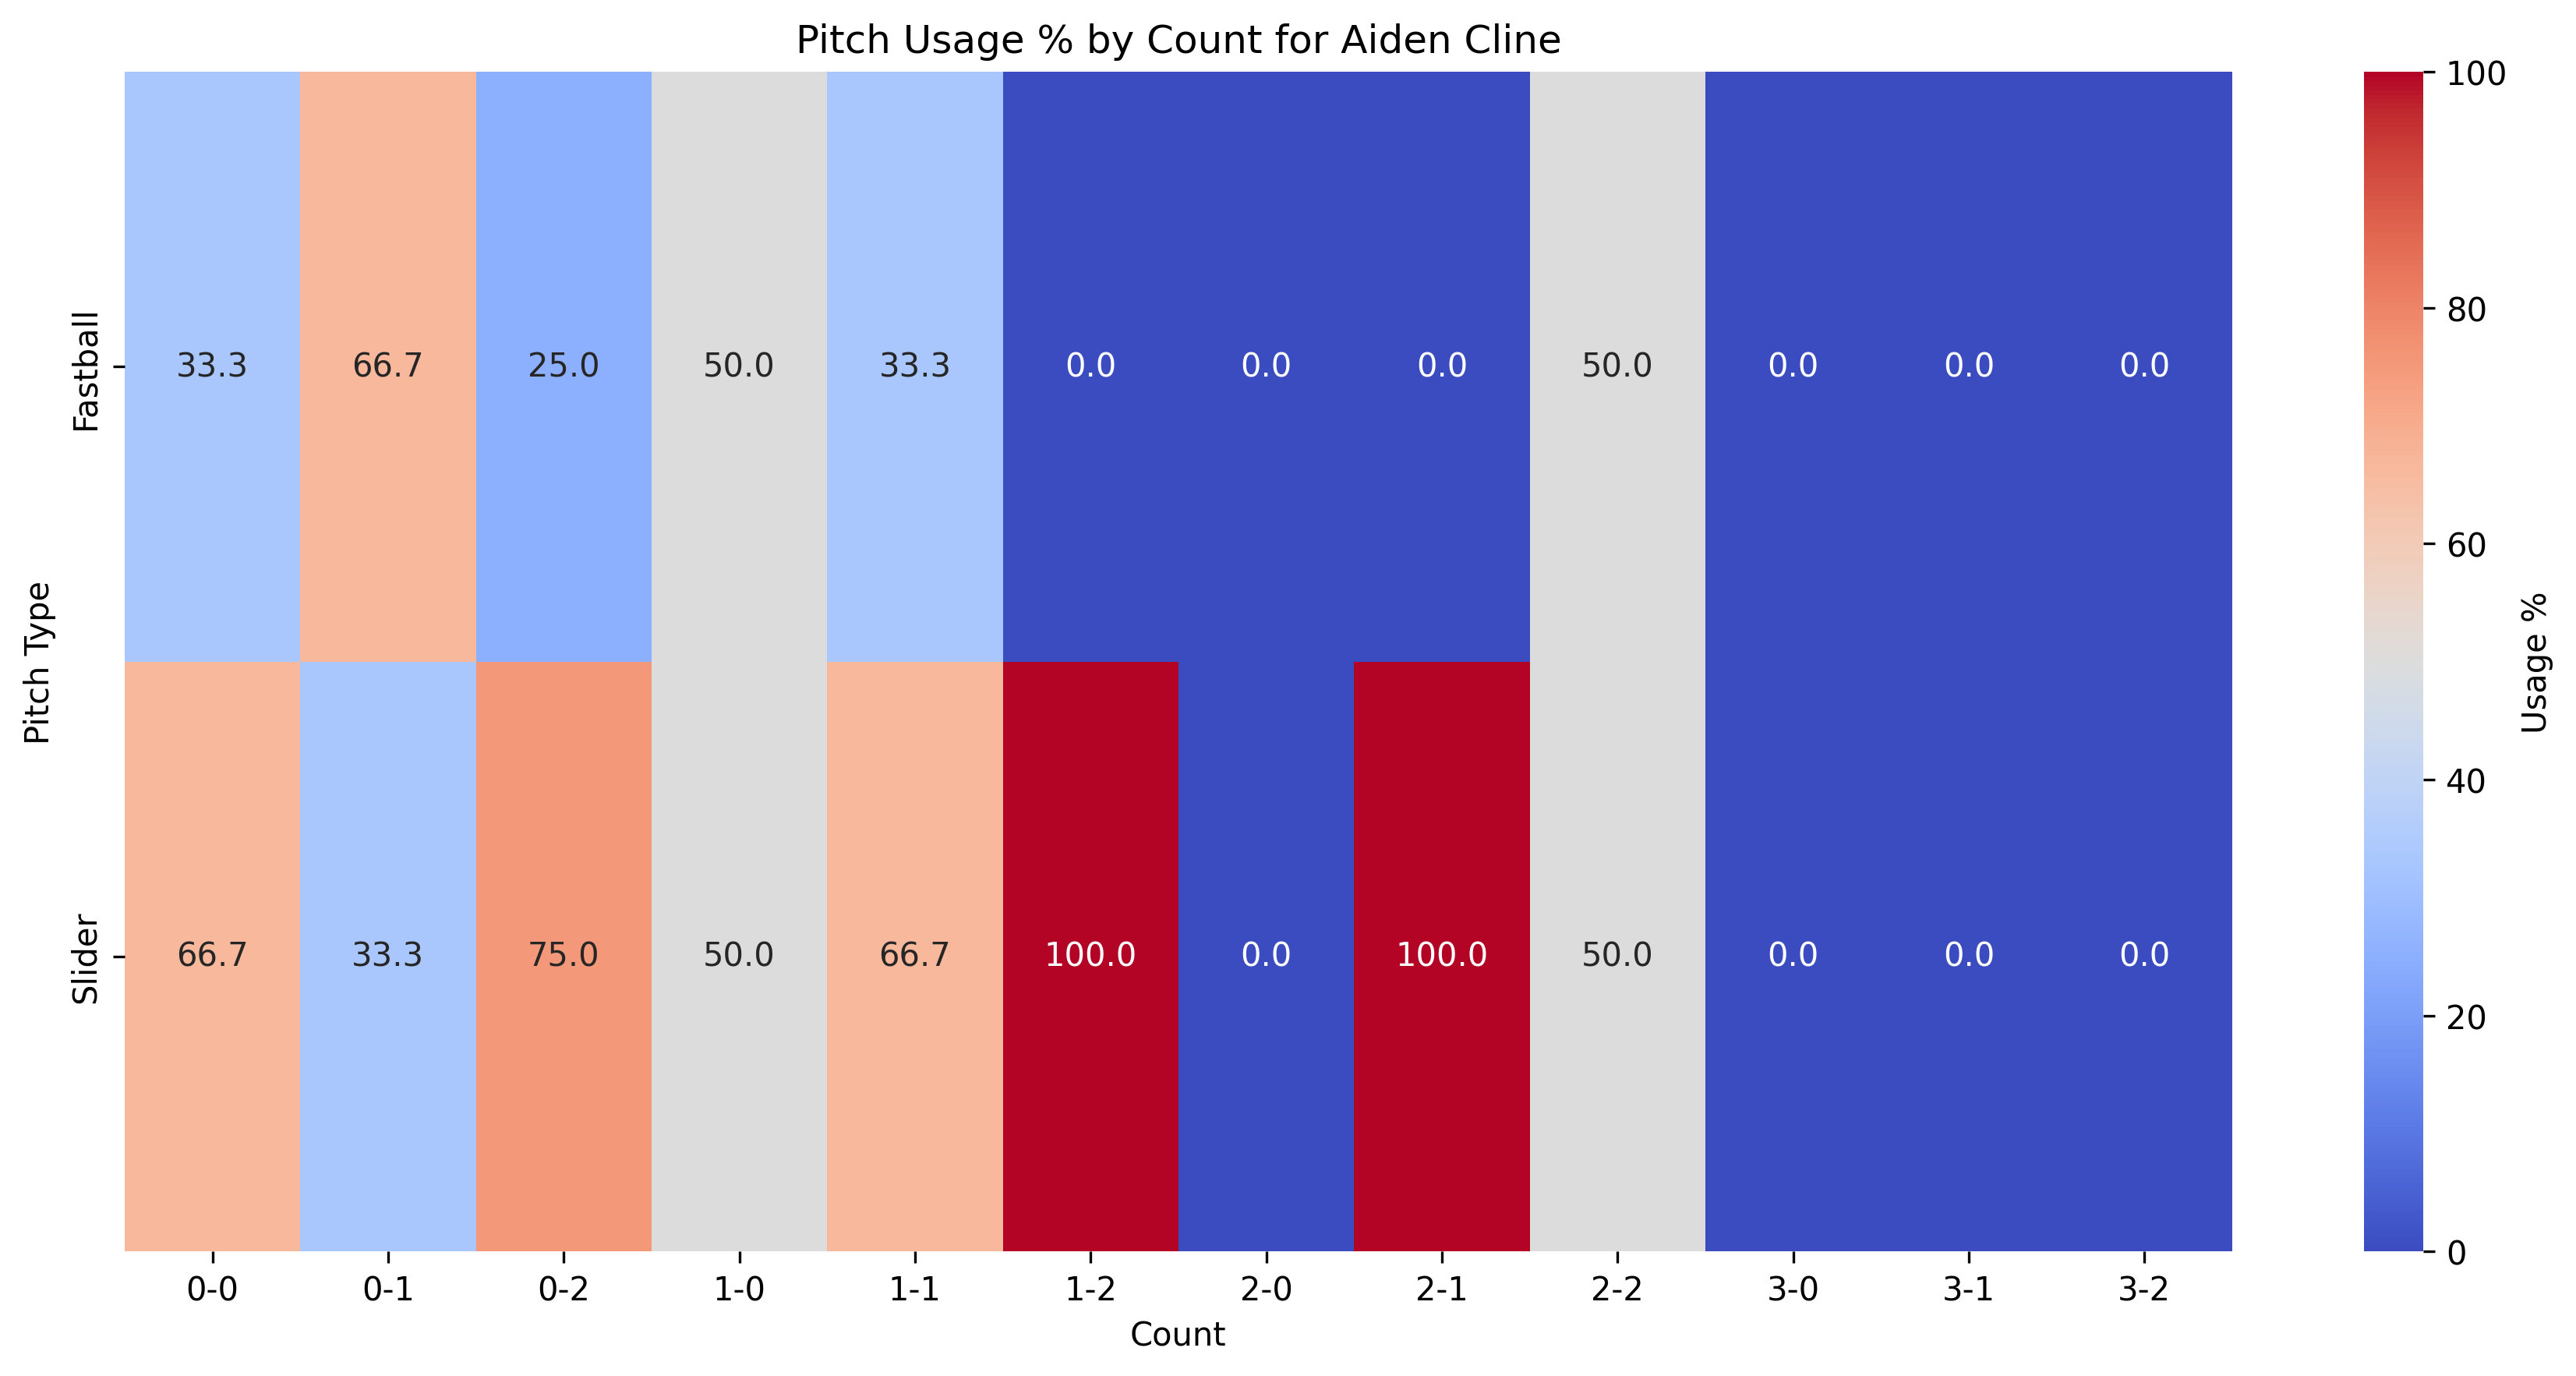 Pitch Usage % by Count for Aiden Cline
Pitch Type
Fastball
33.3 66.7 25.0 50.0 33.3 0.0 0.0 0.0 50.0 0.0 0.0 0.0
Slider
66.7 33.3 75.0 50.0 66.7 100.0 0.0 100.0 50.0 0.0 0.0 0.0
0-0 0-1 0-2 1-0 1-1 1-2 2-0 2-1 2-2 3-0 3-1 3-2
Count
100
80
60
40
20
0
Usage %